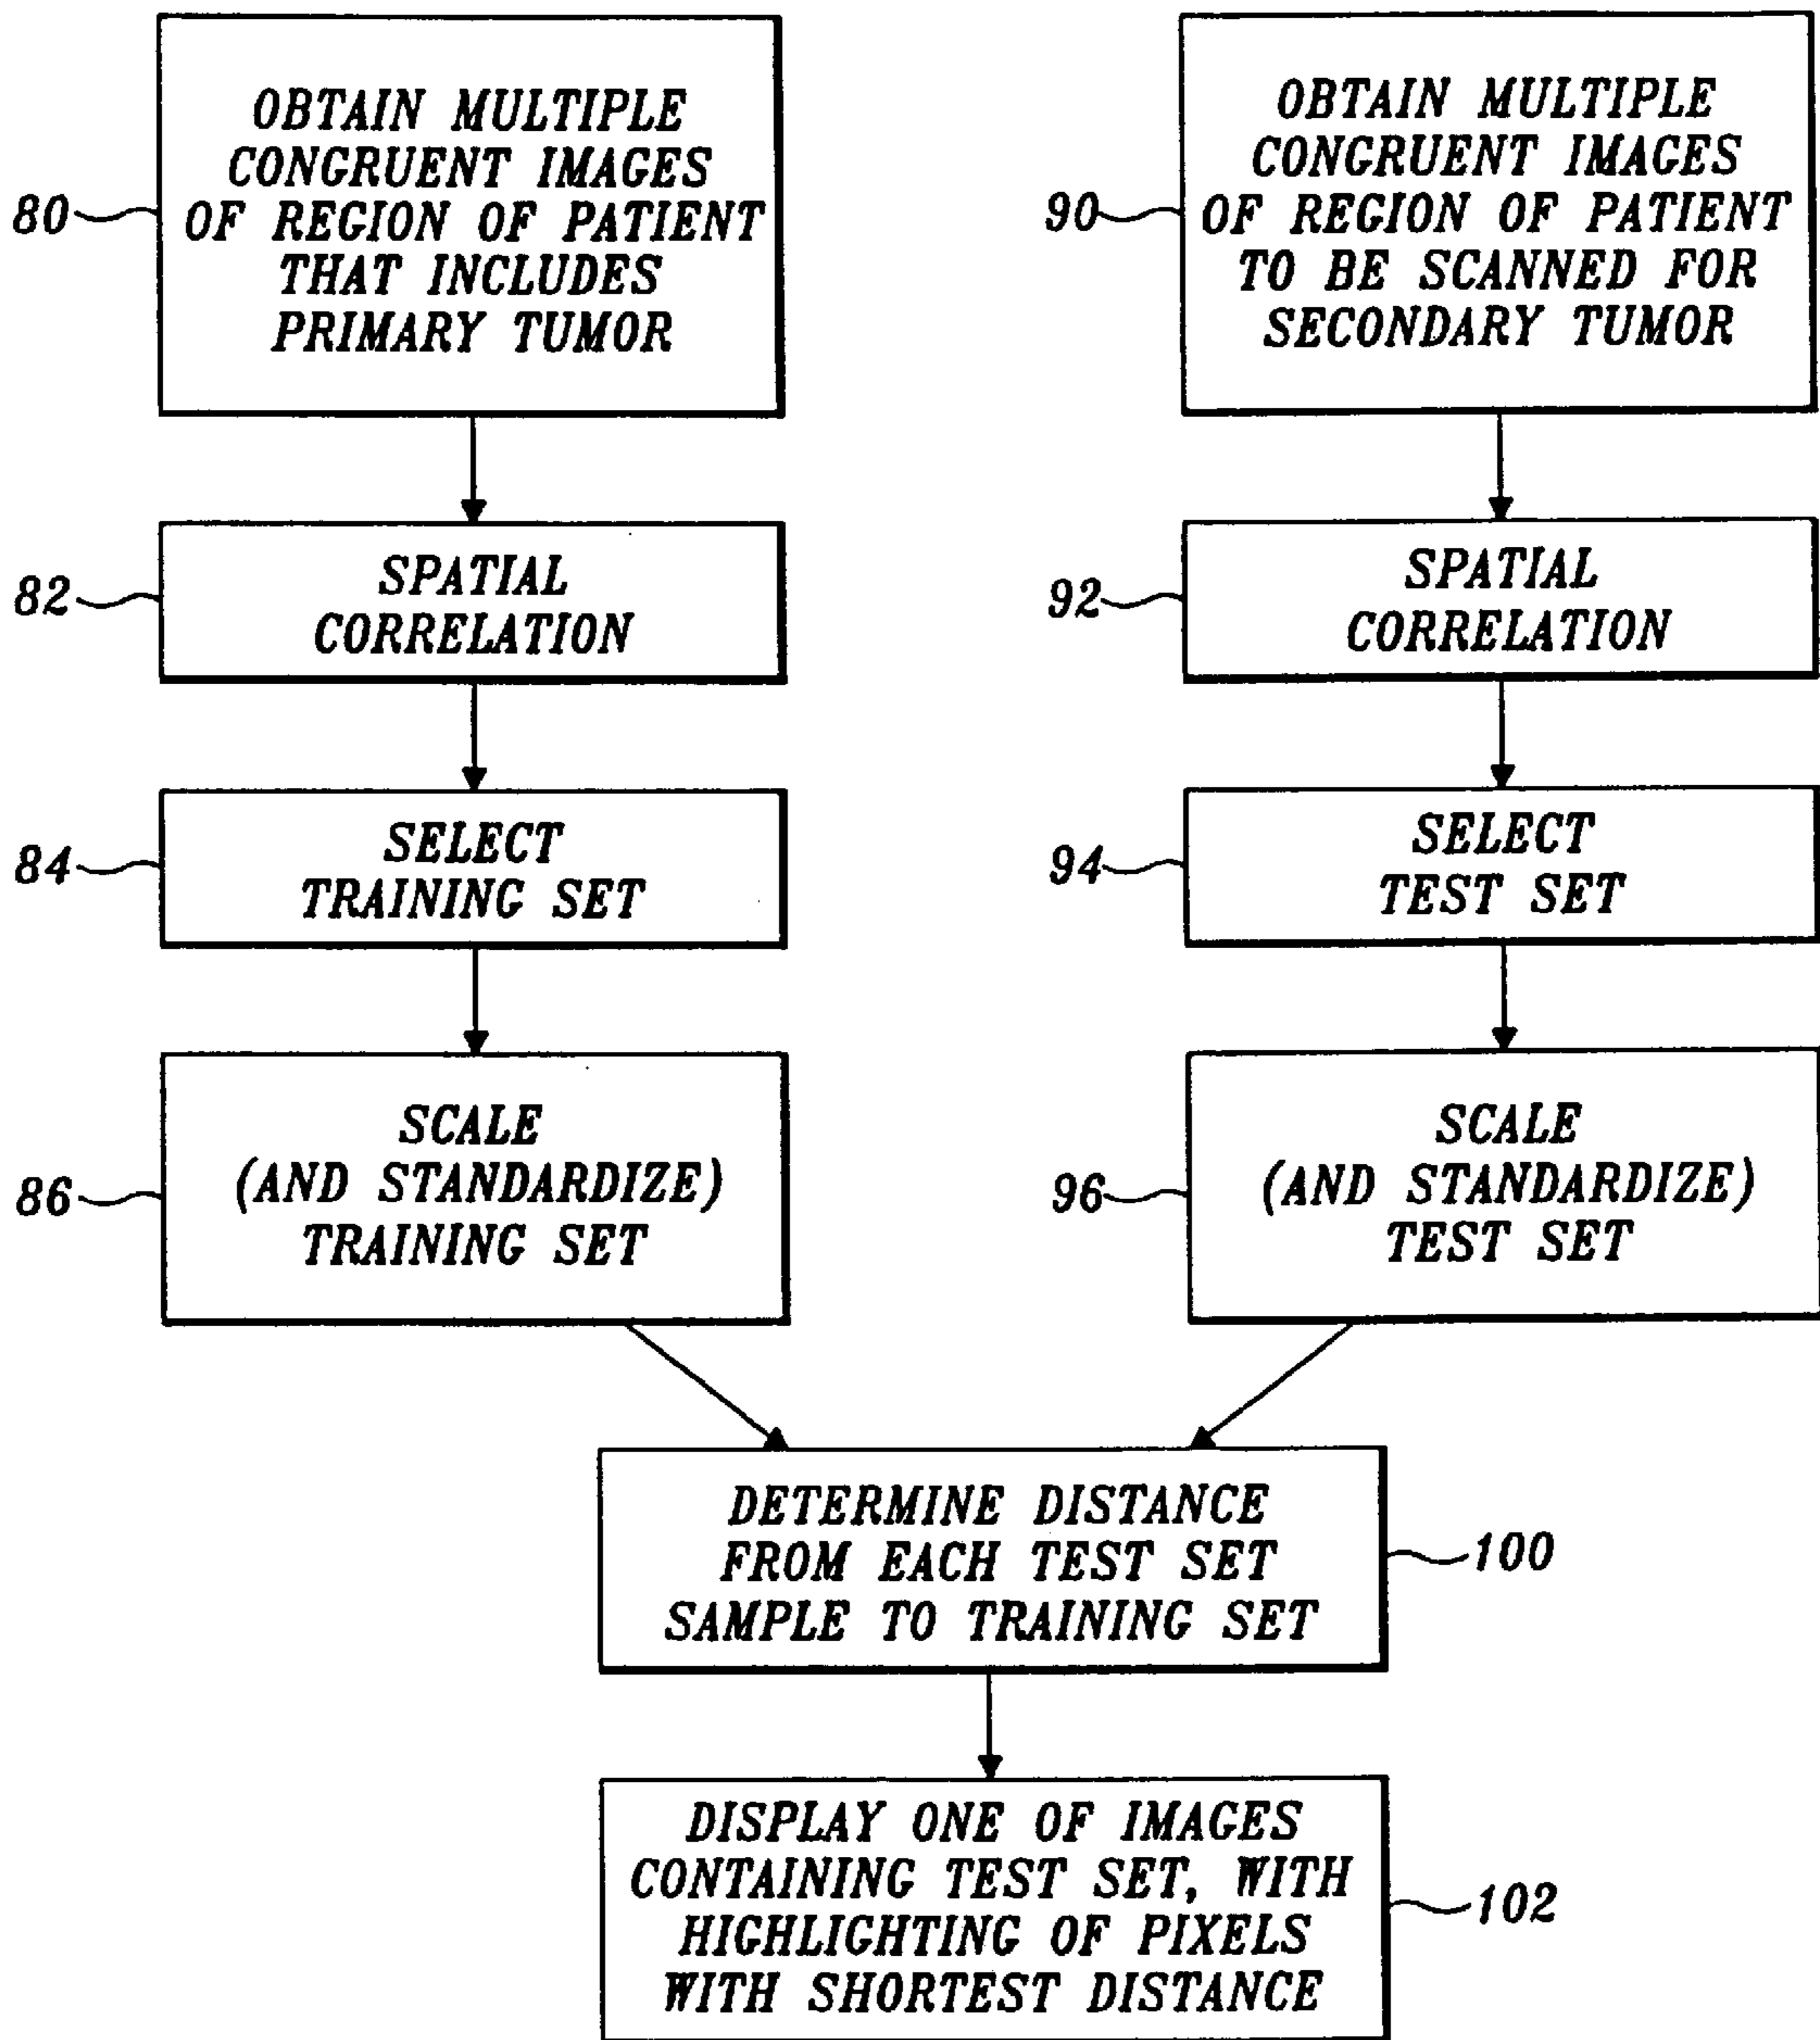 80
OBTAIN MULTIPLE
CONGRUENT IMAGES
OF REGION OF PATIENT
THAT INCLUDES
PRIMARY TUMOR
82
SPATIAL
CORRELATION
84
SELECT
TRAINING SET
86
SCALE
(AND STANDARDIZE)
TRAINING SET
90
OBTAIN MULTIPLE
CONGRUENT IMAGES
OF REGION OF PATIENT
TO BE SCANNED FOR
SECONDARY TUMOR
92
SPATIAL
CORRELATION
94
SELECT
TEST SET
96
SCALE
(AND STANDARDIZE)
TEST SET
DETERMINE DISTANCE
FROM EACH TEST SET
SAMPLE TO TRAINING SET
100
DISPLAY ONE OF IMAGES
CONTAINING TEST SET, WITH
HIGHLIGHTING OF PIXELS
WITH SHORTEST DISTANCE
102